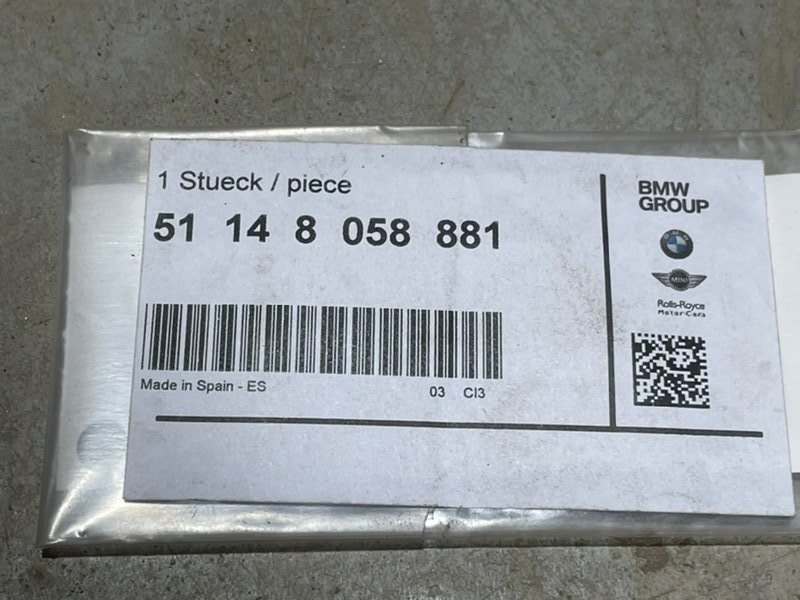 1 Stueck / piece
51 14 8 058 881
Made in Spain - ES
03 CI3
BMW
GROUP
MINI
Rolls-Royce
Motor Cars